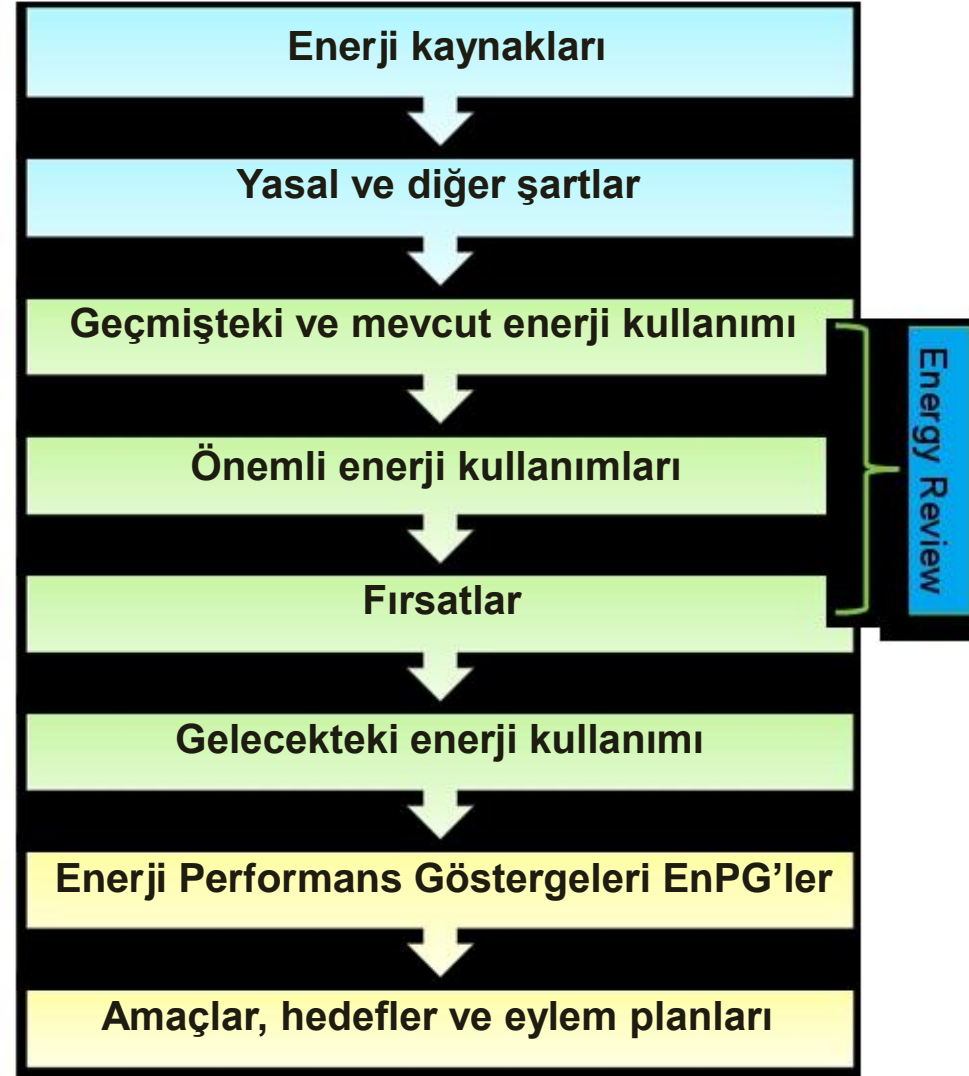 Enerji kaynakları
Yasal ve diğer şartlar
Geçmişteki ve mevcut enerji kullanımı
Önemli enerji kullanımları
Fırsatlar
Gelecekteki enerji kullanımı
Enerji Performans Göstergeleri EnPG’ler
Amaçlar, hedefler ve eylem planları
Energy Review